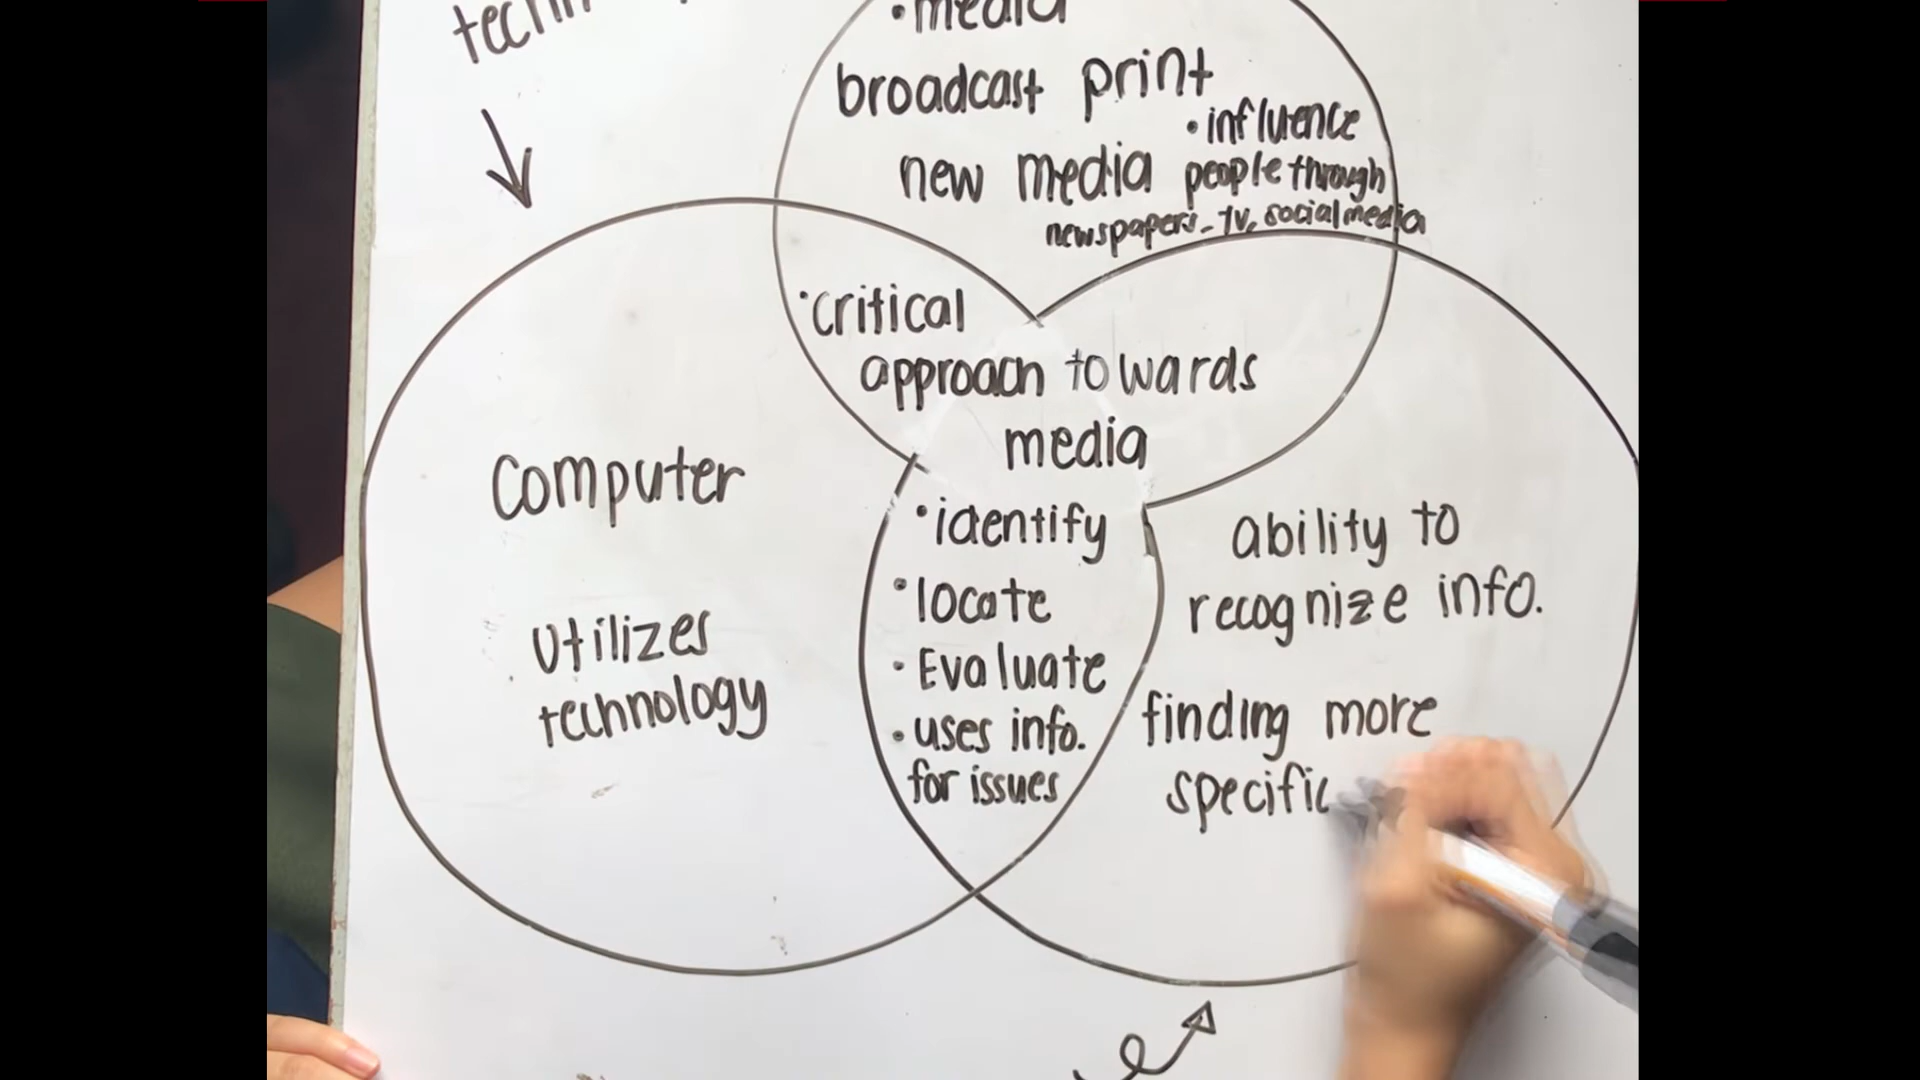 • media
broadcast print
• influence
new media people through
newspapers - TV, social media
• critical
approach towards
media
Computer
utilizes
technology
• identify
• locate
• Evaluate
• uses info.
for issues
ability to
recognize info.
finding more
specific